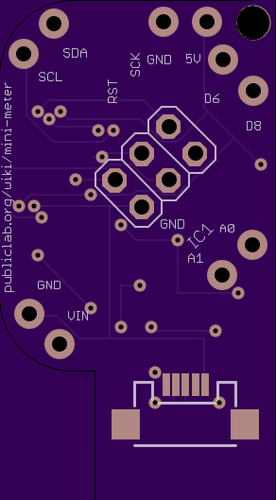 SDA
SCL
RST
SCK
GND
5V
D6
D8
publiclab.org/wiki/mini-meter
GND
IC1
A0
A1
GND
VIN